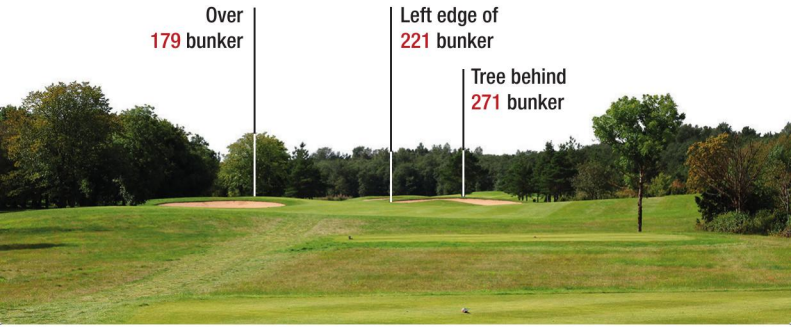 Over
179 bunker
Left edge of
221 bunker
Tree behind
271 bunker